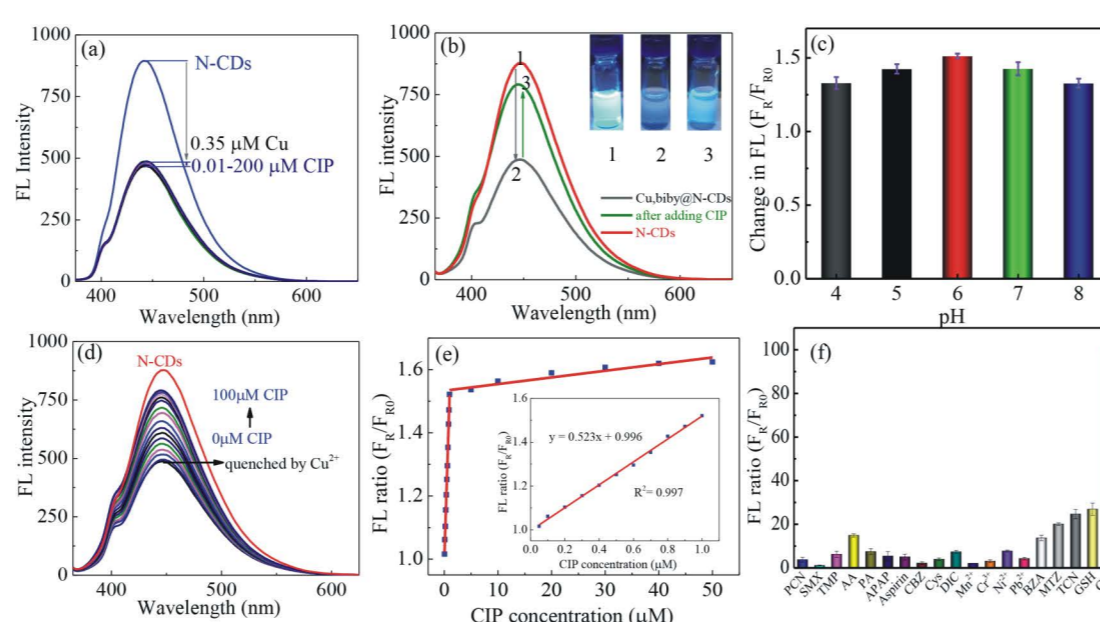 (a)
N-CDs
0.35 μM Cu
0.01-200 μM CIP
FL Intensity
1000
750
500
250
0
400
500
600
Wavelength (nm)
(b)
1
3
2
1
2
3
Cu,biby@N-CDs
after adding CIP
N-CDs
FL intensity
1000
750
500
250
0
400
500
600
Wavelength (nm)
(c)
Change in FL (F_R/F_R0)
1.5
1.0
0.5
0.0
4
5
6
7
8
pH
(d)
N-CDs
100μM CIP
0μM CIP
quenched by Cu²⁺
FL intensity
1000
750
500
250
0
400
500
600
Wavelength (nm)
(e)
FL ratio (F_R/F_R0)
1.6
1.5
1.4
1.3
1.2
1.1
1.0
0
10
20
30
40
50
CIP concentration (μM)
y = 0.523x + 0.996
R²= 0.997
FL ratio (F_R/F_R0)
1.6
1.4
1.2
1.0
0.0
0.2
0.4
0.6
0.8
1.0
CIP concentration (μM)
(f)
FL ratio (F_R/F_R0)
100
80
60
40
20
0
PCN
SMX
TMP
AA
PA
APAP
Aspirin
CBZ
Cys
DIC
Mn²⁺
Cr³⁺
Ni²⁺
Pb²⁺
BZA
MTZ
TCN
GSH